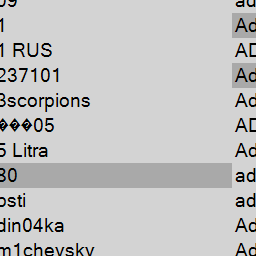 09 ad
1 Ad
1 RUS AD
237101 Ad
3scorpions Ad
���05 AD
5 Litra Ad
30 ad
osti ad
din04ka Ad
m1chevsky Ad